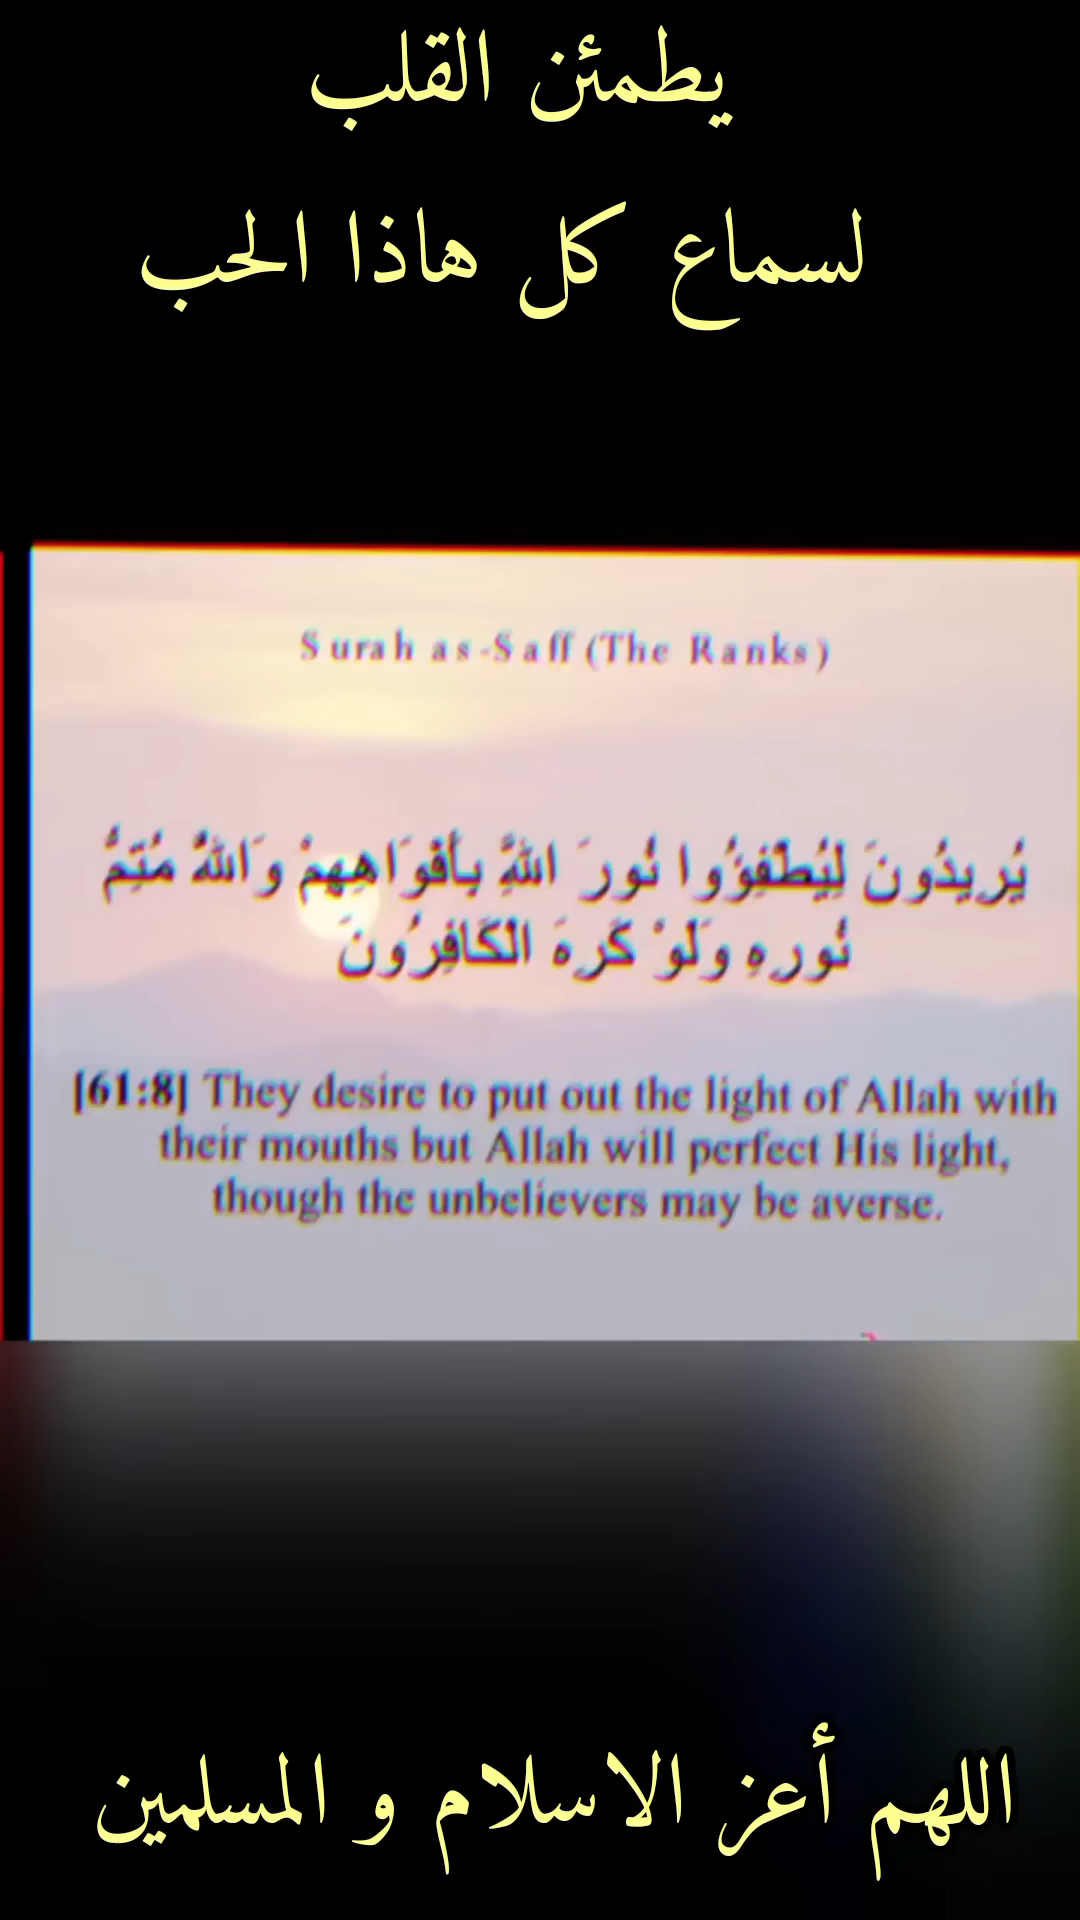 يطمئن القلب
لسماع كل هاذا الحب
Surah as-Saff (The Ranks)
يُرِيدُونَ لِيُطْفِؤُوا نُورَ اللَّهِ بِأَفْوَاهِهِمْ وَاللَّهُ مُتِمُّ
نُورِهِ وَلَوْ كَرِهَ الْكَافِرُونَ
[61:8] They desire to put out the light of Allah with
their mouths but Allah will perfect His light,
though the unbelievers may be averse.
اللهم أعز الاسلام و المسلمين